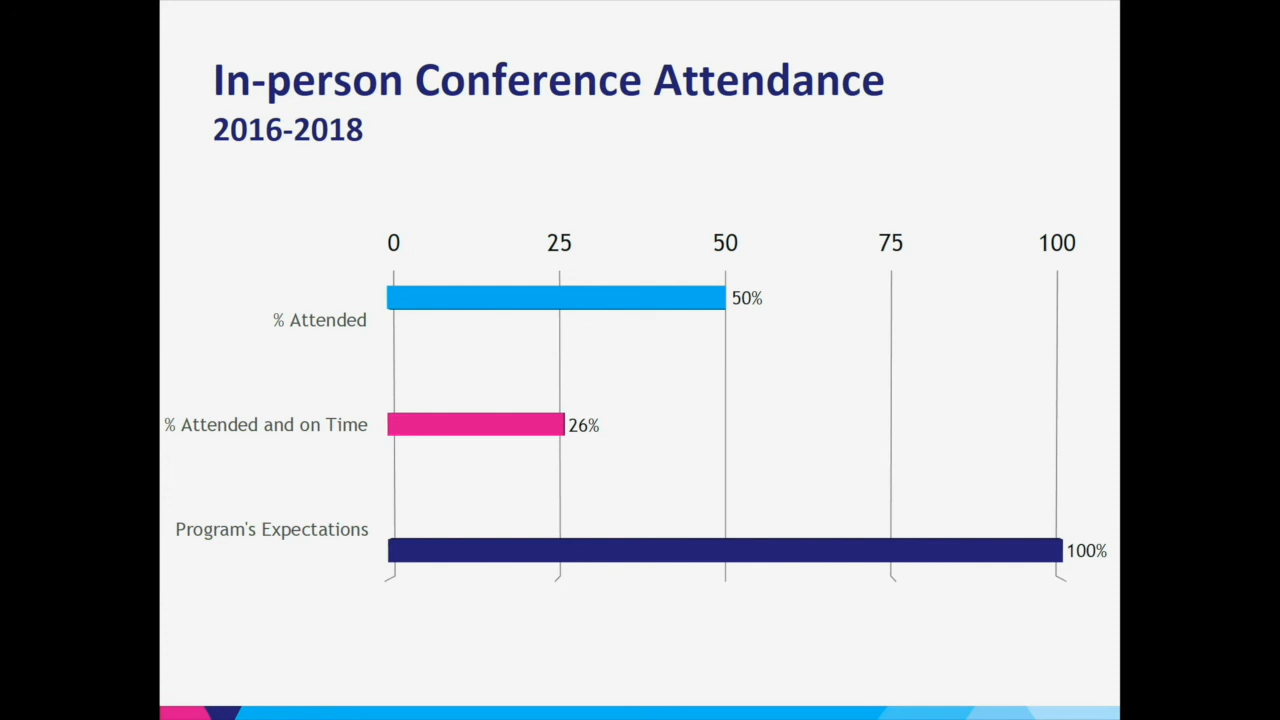 In-person Conference Attendance
2016-2018
0 25 50 75 100
50%
% Attended
% Attended and on Time 26%
Program's Expectations
100%